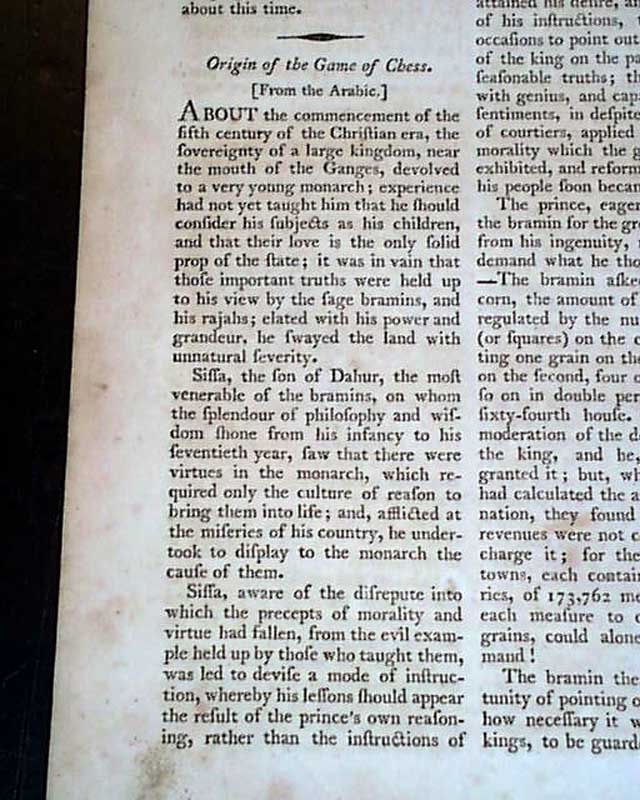 about this time.
Origin of the Game of Cheſs.
[From the Arabic.]
ABOUT the commencement of the
fifth century of the Chriſtian era, the
ſovereignty of a large kingdom, near
the mouth of the Ganges, devolved
to a very young monarch; experience
had not yet taught him that he ſhould
conſider his ſubjects as his children,
and that their love is the only ſolid
prop of the ſtate; it was in vain that
thoſe important truths were held up
to his view by the ſage bramins, and
his rajahs; elated with his power and
grandeur, he ſwayed the land with
unnatural ſeverity.
Siſſa, the ſon of Dahur, the moſt
venerable of the bramins, on whom
the ſplendour of philoſophy and wiſ-
dom ſhone from his infancy to his
ſeventieth year, ſaw that there were
virtues in the monarch, which re-
quired only the culture of reaſon to
bring them into life; and, afflicted at
the miſeries of his country, he under-
took to diſplay to the monarch the
cauſe of them.
Siſſa, aware of the diſrepute into
which the precepts of morality and
virtue had fallen, from the evil exam-
ple held up by thoſe who taught them,
was led to deviſe a mode of inſtruc-
tion, whereby his leſſons ſhould appear
the reſult of the prince's own reaſon-
ing, rather than the inſtructions of
attained his deſire,
of his inſtructions,
occaſions to point out
of the king on the
ſeaſonable truths;
with genius, and
ſentiments, in
of courtiers, applied
morality which the
exhibited, and
his people ſoon
The prince,
the bramin for the
from his ingenuity,
demand what he
—The bramin
corn, the amount of
regulated by the
(or ſquares) on the
ting one grain on
on the ſecond, four
ſo on in double
ſixty-fourth houſe.
moderation of the
the king, and he,
granted it; but,
had calculated the
nation, they found
revenues were not
charge it; for
towns, each
ries, of 173,762
each meaſure to
grains, could
mand!
The bramin
tunity of pointing
how neceſſary it
kings, to be